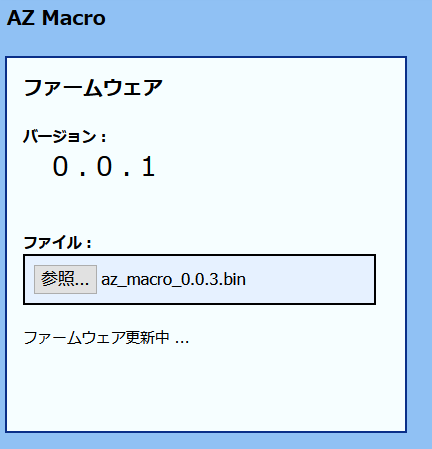 AZ Macro
ファームウェア
バージョン :
0 . 0 . 1
ファイル :
参照... az_macro_0.0.3.bin
ファームウェア更新中 ...